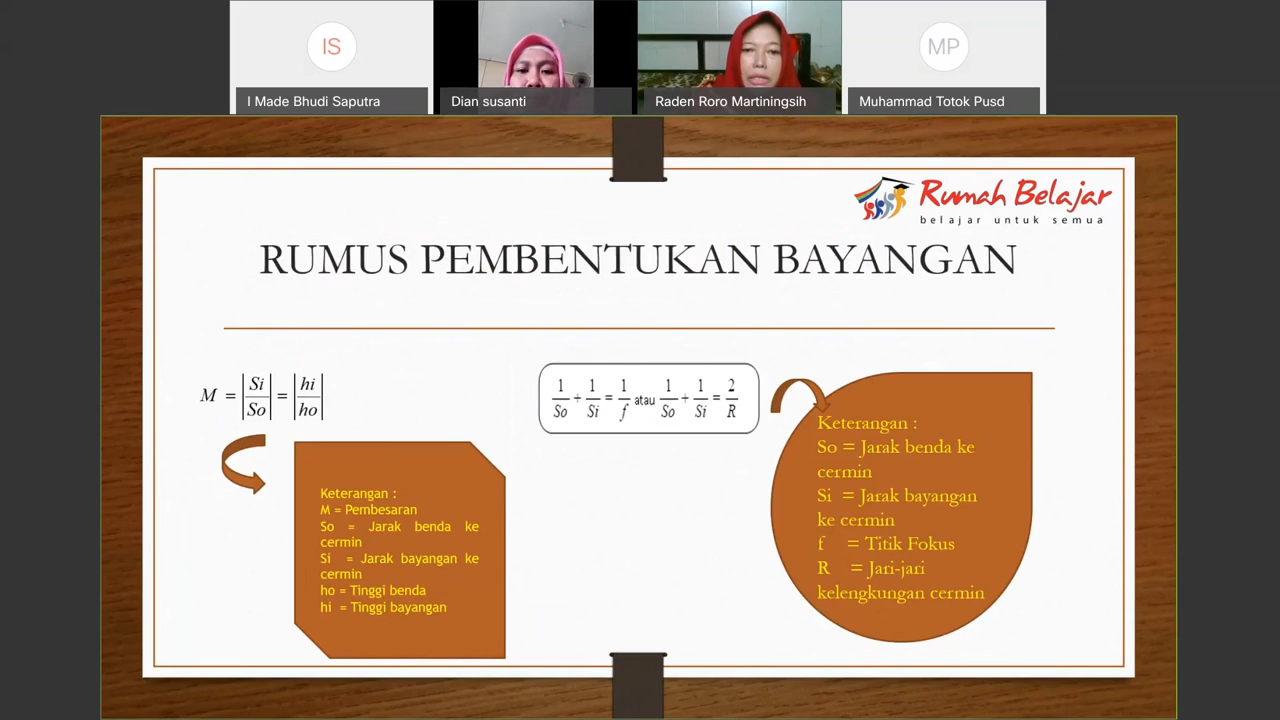 IS
I Made Bhudi Saputra
Dian susanti
Raden Roro Martiningsih
MP
Muhammad Totok Pusd
Rumah Belajar
belajar untuk semua
RUMUS PEMBENTUKAN BAYANGAN
M = |Si/So| = |hi/ho|
1/So + 1/Si = 1/f atau 1/So + 1/Si = 2/R
Keterangan :
M = Pembesaran
So = Jarak benda ke
cermin
Si = Jarak bayangan ke
cermin
ho = Tinggi benda
hi = Tinggi bayangan
Keterangan :
So = Jarak benda ke
cermin
Si = Jarak bayangan
ke cermin
f = Titik Fokus
R = Jari-jari
kelengkungan cermin